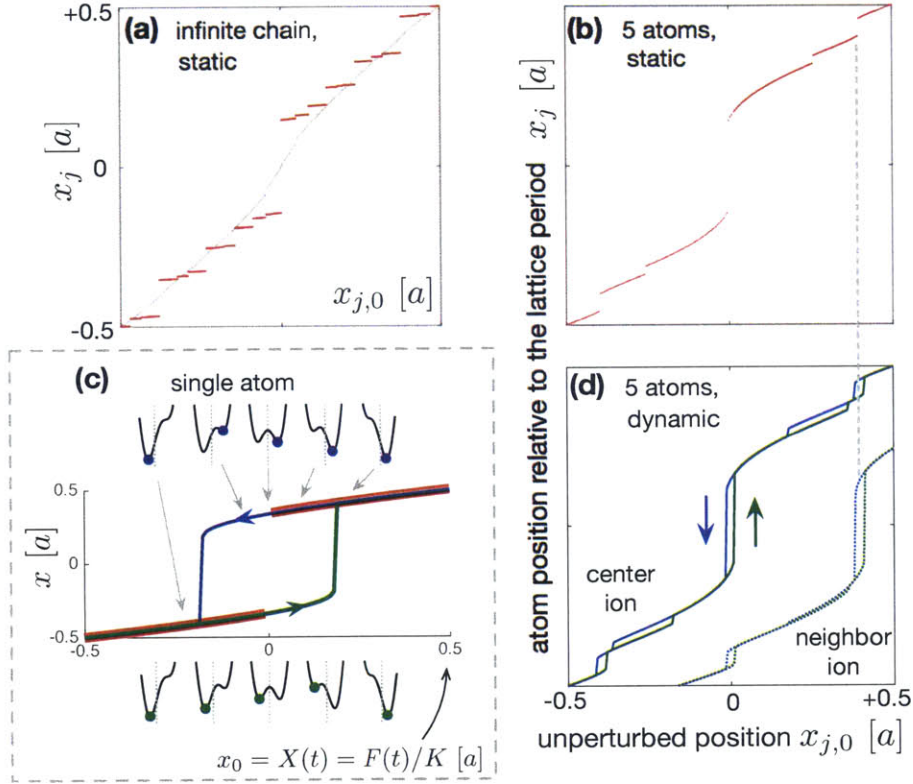 +0.5
(a) infinite chain,
static
x_j [a]
0
x_{j,0} [a]
-0.5
(b) 5 atoms,
static
x_j [a]
atom position relative to the lattice period
(c)
single atom
0.5
x [a]
0
-0.5
-0.5
0
0.5
x_0 = X(t) = F(t)/K [a]
(d) 5 atoms,
dynamic
center
ion
neighbor
ion
-0.5
0
+0.5
unperturbed position x_{j,0} [a]